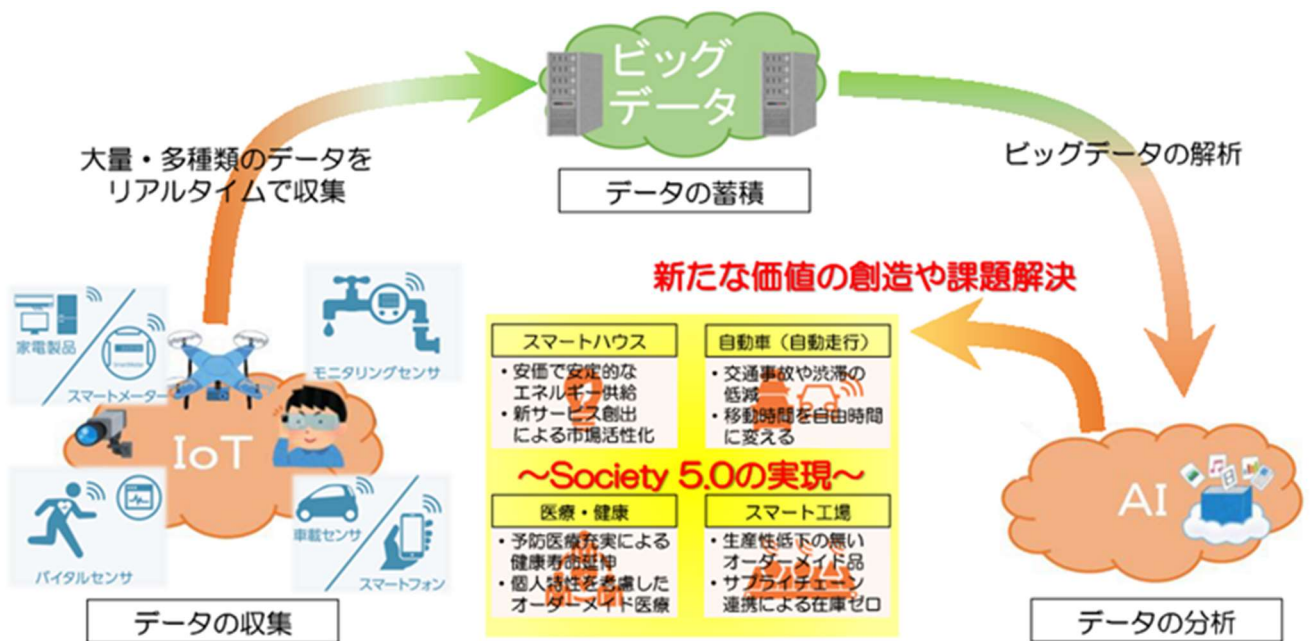 ビッグ
データ
データの蓄積
大量・多種類のデータを
リアルタイムで収集
ビッグデータの解析
新たな価値の創造や課題解決
家電製品
スマートメーター
モニタリングセンサ
IoT
バイタルセンサ
車載センサ
スマートフォン
データの収集
スマートハウス
・安価で安定的な
エネルギー供給
・新サービス創出
による市場活性化
自動車（自動走行）
・交通事故や渋滞の
低減
・移動時間を自由時間
に変える
～Society 5.0の実現～
医療・健康
・予防医療充実による
健康寿命延伸
・個人特性を考慮した
オーダーメイド医療
スマート工場
・生産性低下の無い
オーダーメイド品
・サプライチェーン
連携による在庫ゼロ
AI
データの分析